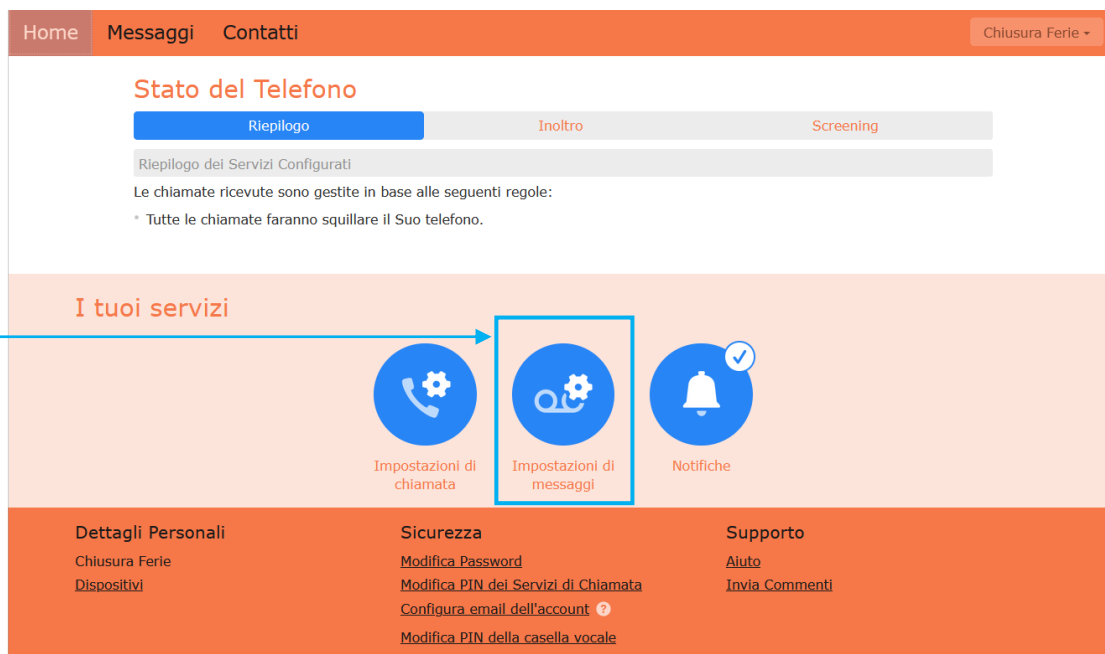 Home Messaggi Contatti Chiusura Ferie
Stato del Telefono
Riepilogo Inoltro Screening
Riepilogo dei Servizi Configurati
Le chiamate ricevute sono gestite in base alle seguenti regole:
Tutte le chiamate faranno squillare il Suo telefono.
I tuoi servizi
Impostazioni di
chiamata
Impostazioni di
messaggi
Notifiche
Dettagli Personali
Chiusura Ferie
Dispositivi
Sicurezza
Modifica Password
Modifica PIN dei Servizi di Chiamata
Configura email dell'account ?
Modifica PIN della casella vocale
Supporto
Aiuto
Invia Commenti